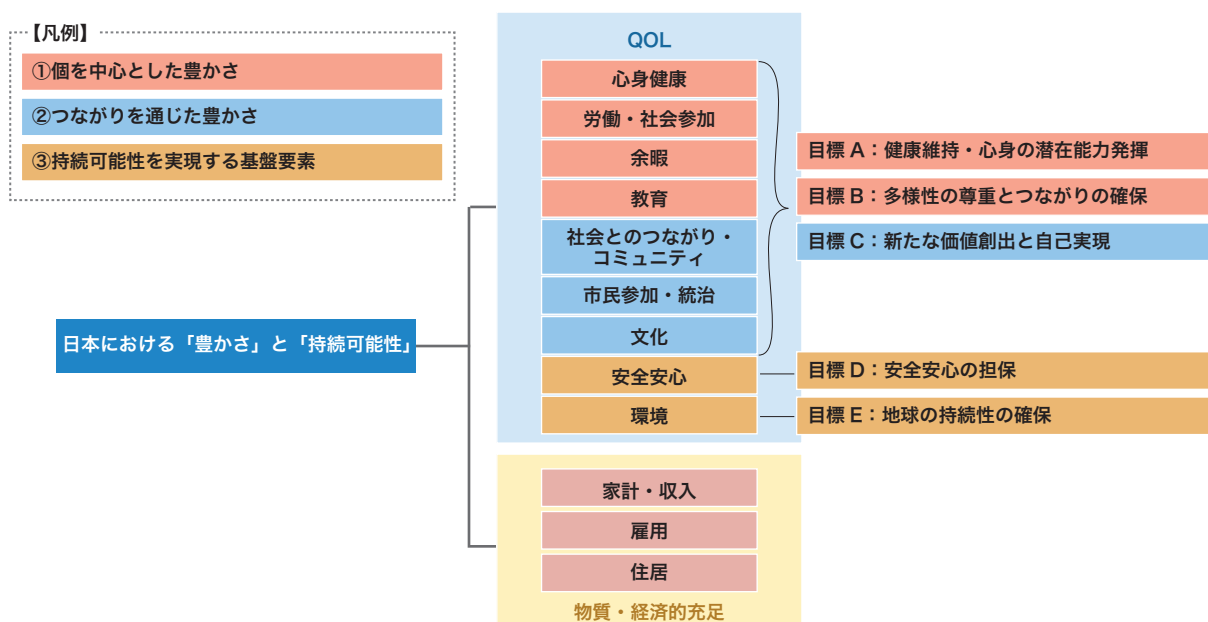 【凡例】
①個を中心とした豊かさ
②つながりを通じた豊かさ
③持続可能性を実現する基盤要素
日本における「豊かさ」と「持続可能性」
QOL
心身健康
労働・社会参加
余暇
教育
社会とのつながり・
コミュニティ
市民参加・統治
文化
安全安心
環境
目標 A：健康維持・心身の潜在能力発揮
目標 B：多様性の尊重とつながりの確保
目標 C：新たな価値創出と自己実現
目標 D：安全安心の担保
目標 E：地球の持続性の確保
家計・収入
雇用
住居
物質・経済的充足